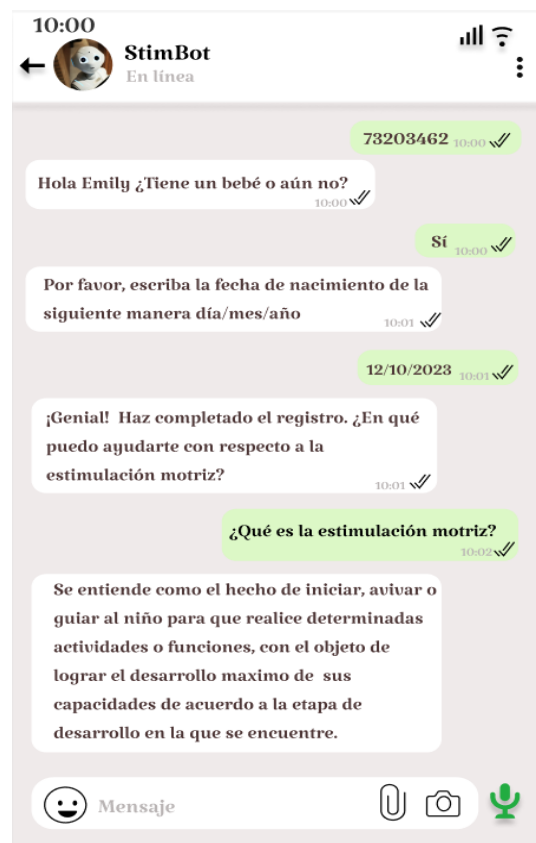 10:00
StimBot
En línea
73203462 10:00
Hola Emily ¿Tiene un bebé o aún no?
10:00
Sí 10:00
Por favor, escriba la fecha de nacimiento de la
siguiente manera día/mes/año
10:01
12/10/2023 10:01
¡Genial! Haz completado el registro. ¿En qué
puedo ayudarte con respecto a la
estimulación motriz?
10:01
¿Qué es la estimulación motriz?
10:02
Se entiende como el hecho de iniciar, avivar o
guiar al niño para que realice determinadas
actividades o funciones, con el objeto de
lograr el desarrollo maximo de sus
capacidades de acuerdo a la etapa de
desarrollo en la que se encuentre.
Mensaje